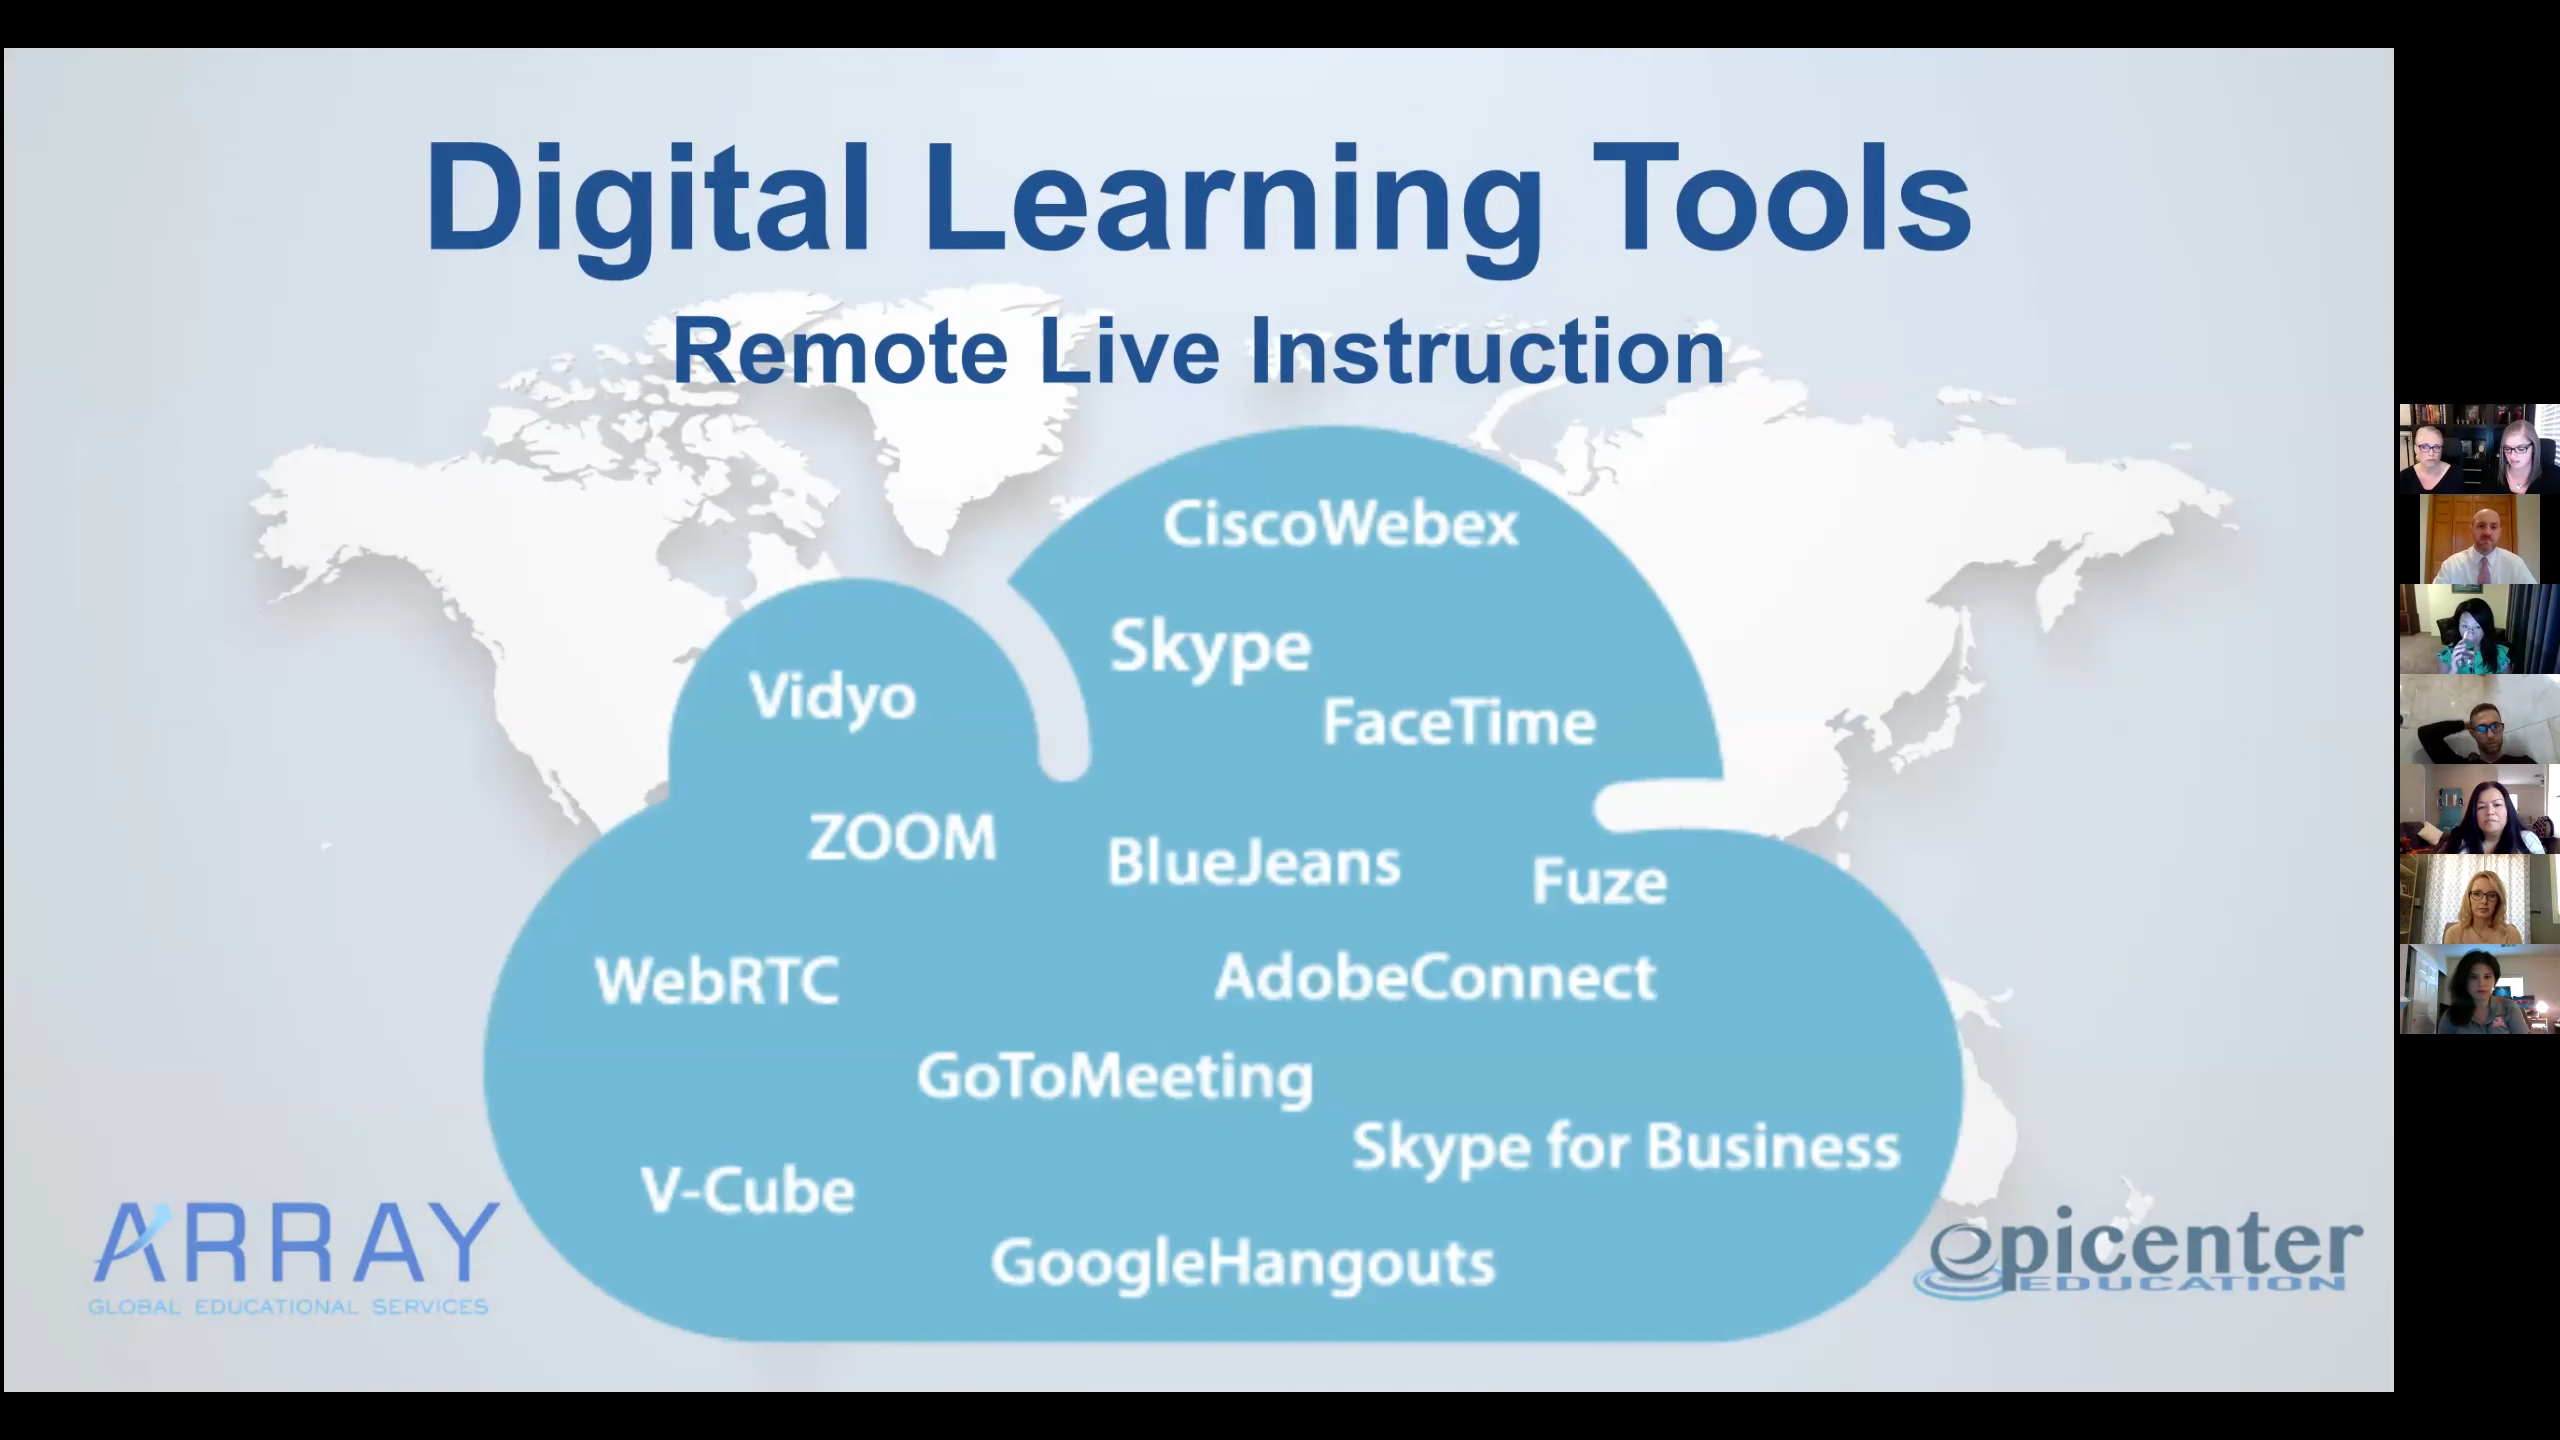 Digital Learning Tools
Remote Live Instruction
CiscoWebex
Skype
Vidyo
FaceTime
ZOOM
BlueJeans
Fuze
WebRTC
AdobeConnect
GoToMeeting
Skype for Business
V-Cube
GoogleHangouts
ARRAY
GLOBAL EDUCATIONAL SERVICES
epicenter
EDUCATION